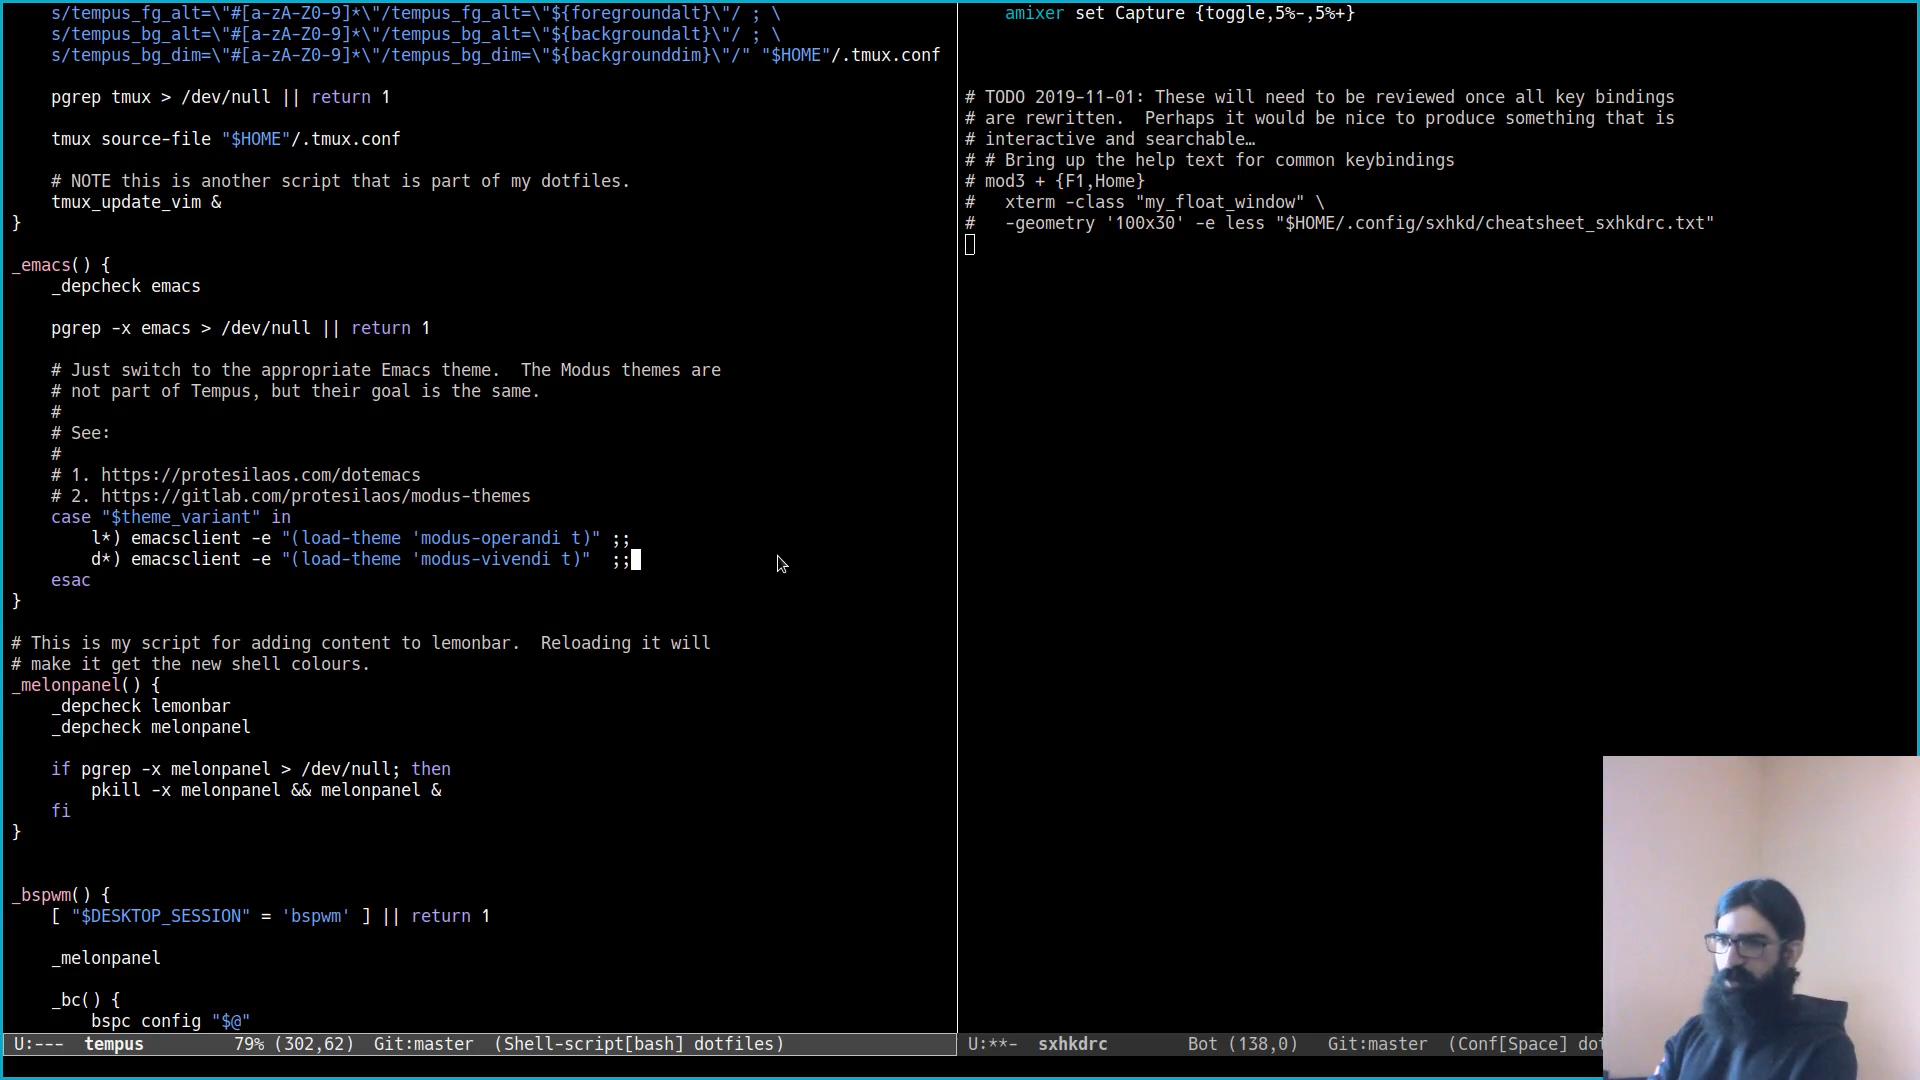 s/tempus_fg_alt=\"#[a-zA-Z0-9]*\"/tempus_fg_alt=\"${foregroundalt}\"/ ; \
    s/tempus_bg_alt=\"#[a-zA-Z0-9]*\"/tempus_bg_alt=\"${backgroundalt}\"/ ; \
    s/tempus_bg_dim=\"#[a-zA-Z0-9]*\"/tempus_bg_dim=\"${backgrounddim}\"/" "$HOME"/.tmux.conf

    pgrep tmux > /dev/null || return 1

    tmux source-file "$HOME"/.tmux.conf

    # NOTE this is another script that is part of my dotfiles.
    tmux_update_vim &
}

_emacs() {
    _depcheck emacs

    pgrep -x emacs > /dev/null || return 1

    # Just switch to the appropriate Emacs theme.  The Modus themes are
    # not part of Tempus, but their goal is the same.
    #
    # See:
    #
    # 1. https://protesilaos.com/dotemacs
    # 2. https://gitlab.com/protesilaos/modus-themes
    case "$theme_variant" in
        l*) emacsclient -e "(load-theme 'modus-operandi t)" ;;
        d*) emacsclient -e "(load-theme 'modus-vivendi t)"  ;;
    esac
}

# This is my script for adding content to lemonbar.  Reloading it will
# make it get the new shell colours.
_melonpanel() {
    _depcheck lemonbar
    _depcheck melonpanel

    if pgrep -x melonpanel > /dev/null; then
        pkill -x melonpanel && melonpanel &
    fi
}

_bspwm() {
    [ "$DESKTOP_SESSION" = 'bspwm' ] || return 1

    _melonpanel

    _bc() {
        bspc config "$@"
U:---  tempus         79% (302,62)  Git:master  (Shell-script[bash] dotfiles)
    amixer set Capture {toggle,5%-,5%+}

# TODO 2019-11-01: These will need to be reviewed once all key bindings
# are rewritten.  Perhaps it would be nice to produce something that is
# interactive and searchable…
# # Bring up the help text for common keybindings
# mod3 + {F1,Home}
#   xterm -class "my_float_window" \
#   -geometry '100x30' -e less "$HOME/.config/sxhkd/cheatsheet_sxhkdrc.txt"
U:**-  sxhkdrc        Bot (138,0)   Git:master  (Conf[Space] dot